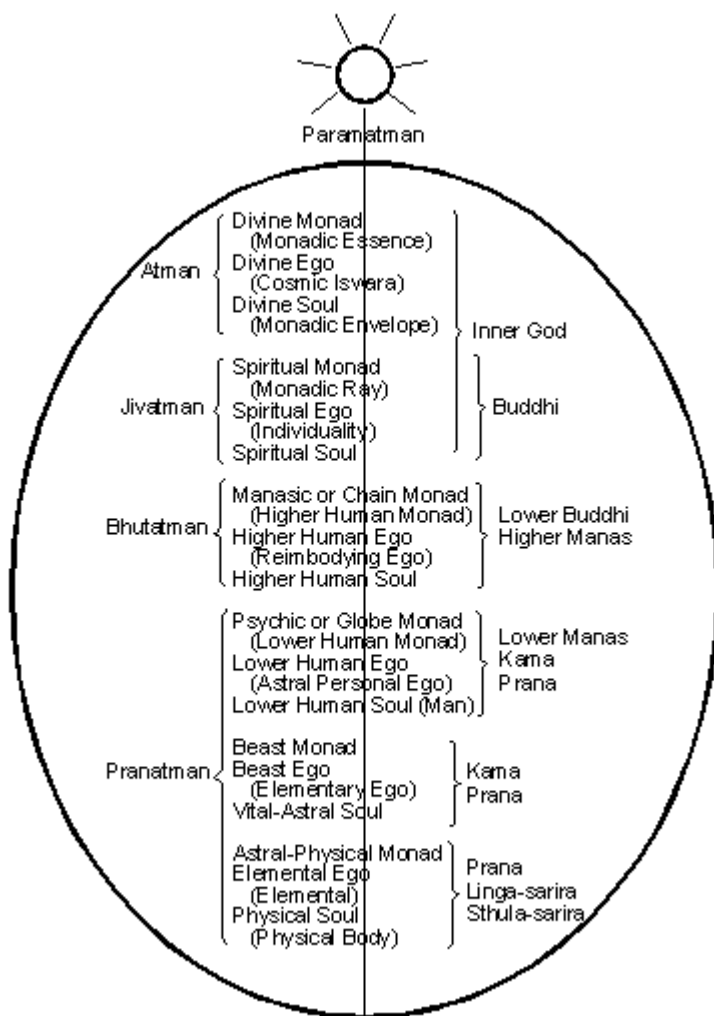 Paramatman
Atman
Divine Monad
(Monadic Essence)
Divine Ego
(Cosmic Iswara)
Divine Soul
(Monadic Envelope)
Inner God
Jivatman
Spiritual Monad
(Monadic Ray)
Spiritual Ego
(Individuality)
Spiritual Soul
Buddhi
Bhutatman
Manasic or Chain Monad
(Higher Human Monad)
Higher Human Ego
(Reimbodying Ego)
Higher Human Soul
Lower Buddhi
Higher Manas
Pranatman
Psychic or Globe Monad
(Lower Human Monad)
Lower Human Ego
(Astral Personal Ego)
Lower Human Soul (Man)
Lower Manas
Kama
Prana
Beast Monad
Beast Ego
(Elementary Ego)
Vital-Astral Soul
Kama
Prana
Astral-Physical Monad
Elemental Ego
(Elemental)
Physical Soul
(Physical Body)
Prana
Linga-sarira
Sthula-sarira